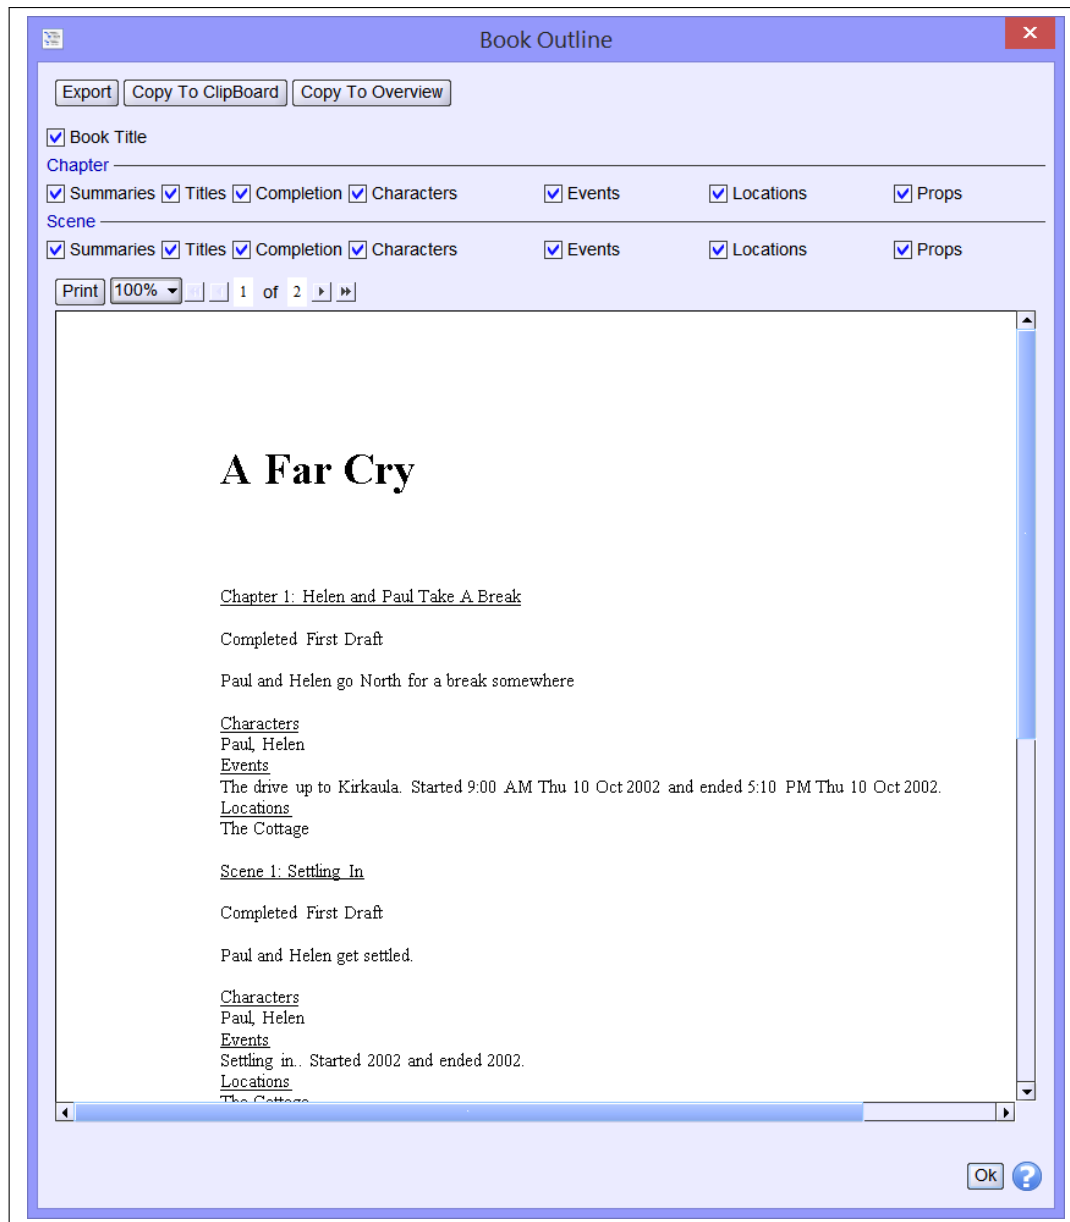 Book Outline
Export Copy To ClipBoard Copy To Overview
Book Title
Chapter
Summaries Titles Completion Characters Events Locations Props
Scene
Summaries Titles Completion Characters Events Locations Props
Print 100% 1 of 2
A Far Cry
Chapter 1: Helen and Paul Take A Break
Completed First Draft
Paul and Helen go North for a break somewhere
Characters
Paul, Helen
Events
The drive up to Kirkaula. Started 9:00 AM Thu 10 Oct 2002 and ended 5:10 PM Thu 10 Oct 2002.
Locations
The Cottage
Scene 1: Settling In
Completed First Draft
Paul and Helen get settled.
Characters
Paul, Helen
Events
Settling in.. Started 2002 and ended 2002.
Locations
The Cottage
Ok